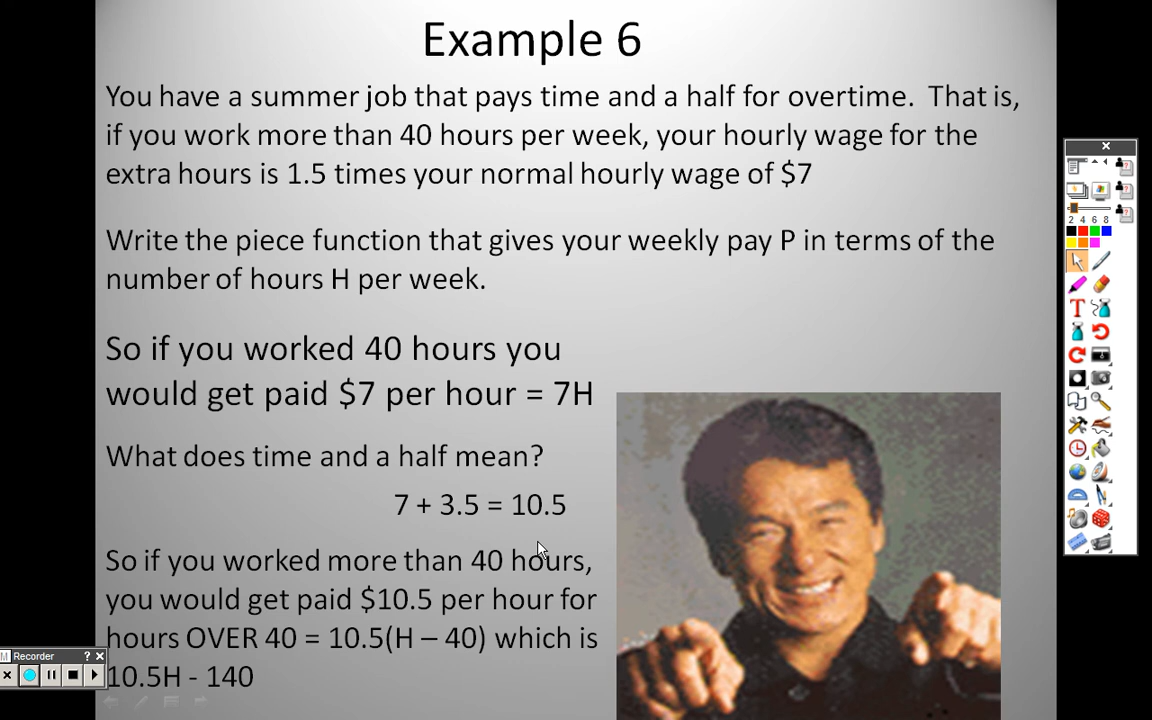 Example 6
You have a summer job that pays time and a half for overtime. That is,
if you work more than 40 hours per week, your hourly wage for the
extra hours is 1.5 times your normal hourly wage of $7
Write the piece function that gives your weekly pay P in terms of the
number of hours H per week.
So if you worked 40 hours you
would get paid $7 per hour = 7H
What does time and a half mean?
7 + 3.5 = 10.5
So if you worked more than 40 hours,
you would get paid $10.5 per hour for
hours OVER 40 = 10.5(H – 40) which is
10.5H - 140
2 4 6 8
T
M Recorder ? X